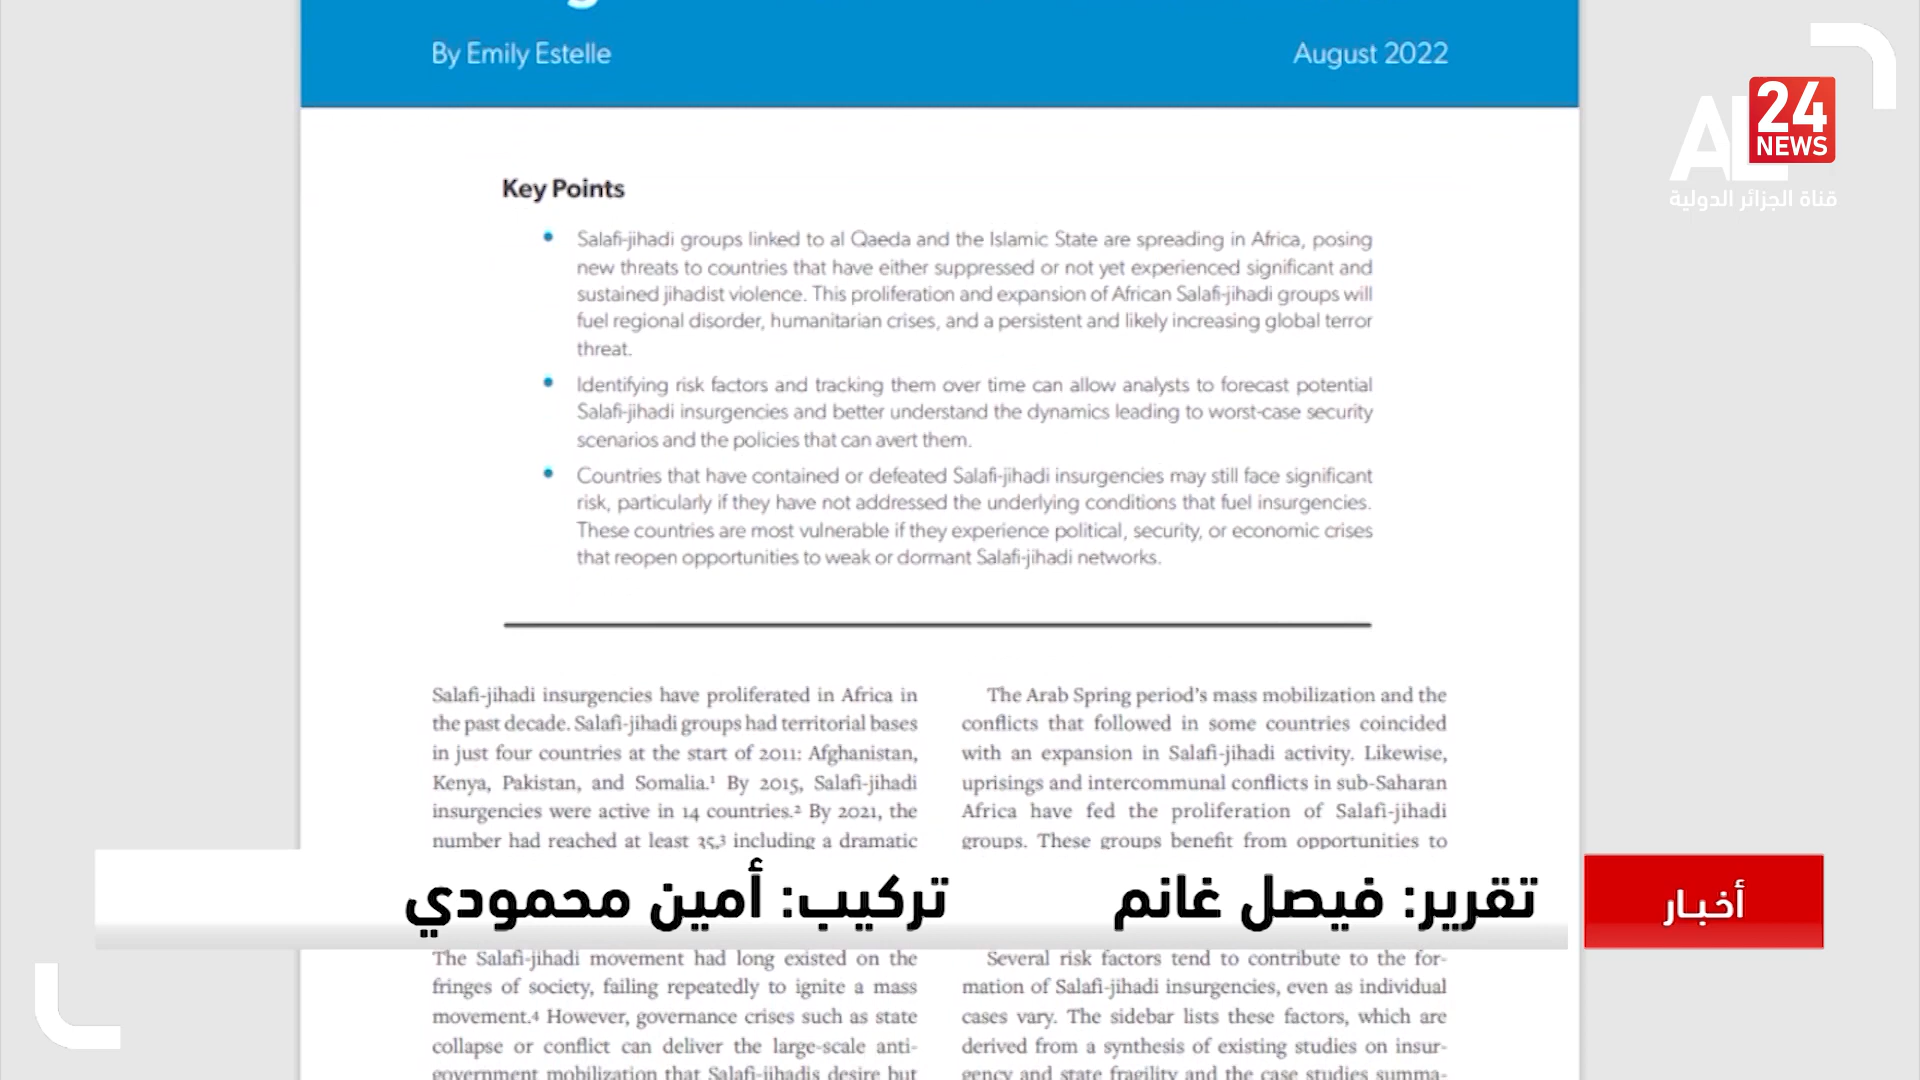 By Emily Estelle
August 2022
AL
24
NEWS
قناة الجزائر الدولية
Key Points
• Salafi-jihadi groups linked to al Qaeda and the Islamic State are spreading in Africa, posing
new threats to countries that have either suppressed or not yet experienced significant and
sustained jihadist violence. This proliferation and expansion of African Salafi-jihadi groups will
fuel regional disorder, humanitarian crises, and a persistent and likely increasing global terror
threat.
• Identifying risk factors and tracking them over time can allow analysts to forecast potential
Salafi-jihadi insurgencies and better understand the dynamics leading to worst-case security
scenarios and the policies that can avert them.
• Countries that have contained or defeated Salafi-jihadi insurgencies may still face significant
risk, particularly if they have not addressed the underlying conditions that fuel insurgencies.
These countries are most vulnerable if they experience political, security, or economic crises
that reopen opportunities to weak or dormant Salafi-jihadi networks.
Salafi-jihadi insurgencies have proliferated in Africa in
the past decade. Salafi-jihadi groups had territorial bases
in just four countries at the start of 2011: Afghanistan,
Kenya, Pakistan, and Somalia.¹ By 2015, Salafi-jihadi
insurgencies were active in 14 countries.² By 2021, the
number had reached at least 35,³ including a dramatic
The Salafi-jihadi movement had long existed on the
fringes of society, failing repeatedly to ignite a mass
movement.⁴ However, governance crises such as state
collapse or conflict can deliver the large-scale anti-
government mobilization that Salafi-jihadis desire but
The Arab Spring period's mass mobilization and the
conflicts that followed in some countries coincided
with an expansion in Salafi-jihadi activity. Likewise,
uprisings and intercommunal conflicts in sub-Saharan
Africa have fed the proliferation of Salafi-jihadi
groups. These groups benefit from opportunities to
Several risk factors tend to contribute to the for-
mation of Salafi-jihadi insurgencies, even as individual
cases vary. The sidebar lists these factors, which are
derived from a synthesis of existing studies on insur-
gency and state fragility and the case studies summa-
أخبار
تقرير: فيصل غانم
تركيب: أمين محمودي